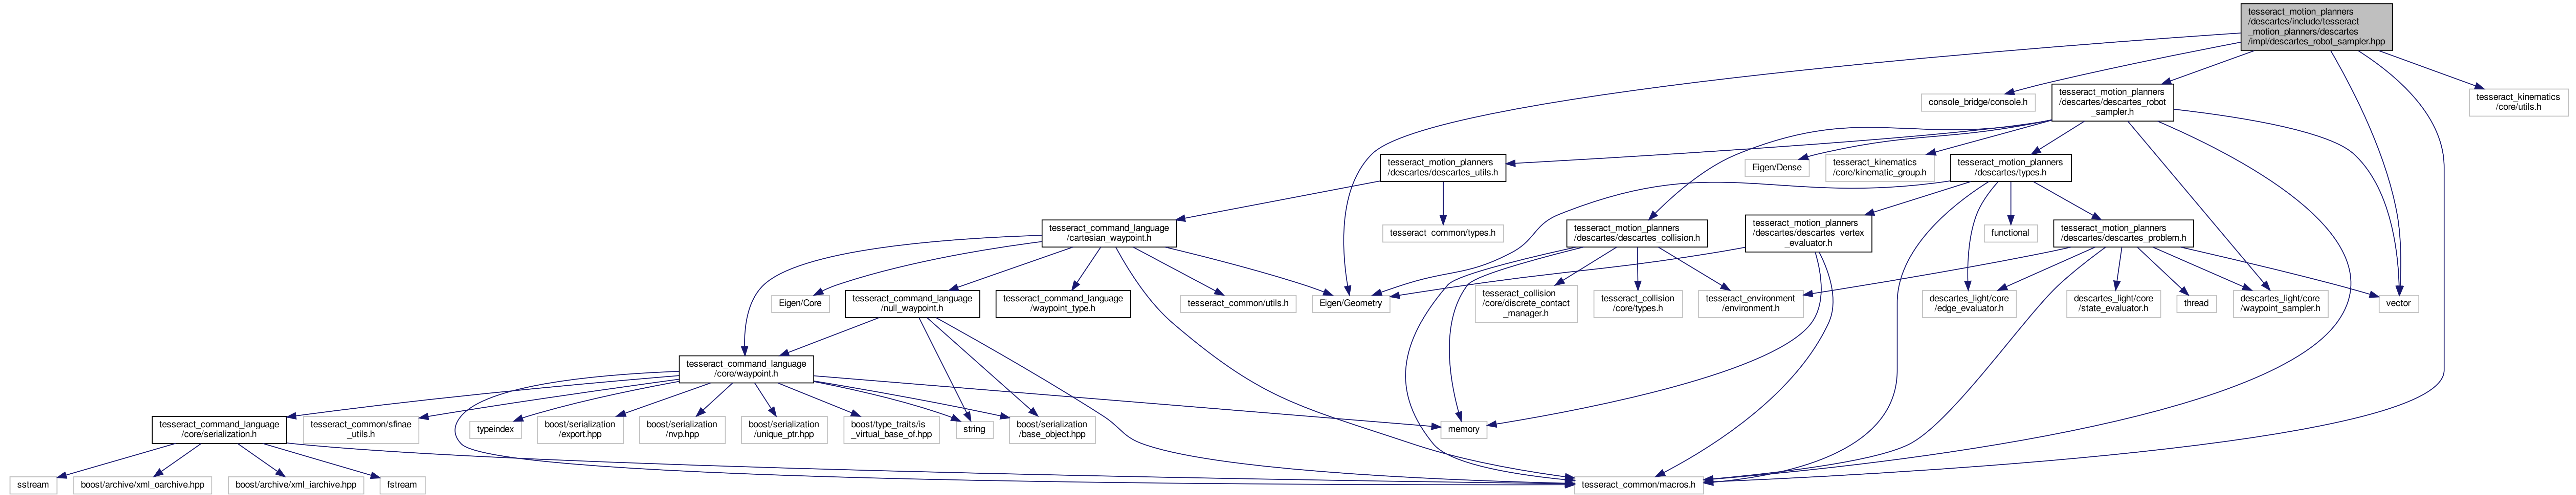 tesseract_motion_planners
/descartes/include/tesseract
_motion_planners/descartes
/impl/descartes_robot_sampler.hpp
console_bridge/console.h
tesseract_motion_planners
/descartes/descartes_robot
_sampler.h
tesseract_kinematics
/core/utils.h
tesseract_motion_planners
/descartes/descartes_utils.h
Eigen/Dense
tesseract_kinematics
/core/kinematic_group.h
tesseract_motion_planners
/descartes/types.h
tesseract_command_language
/cartesian_waypoint.h
tesseract_common/types.h
tesseract_motion_planners
/descartes/descartes_collision.h
tesseract_motion_planners
/descartes/descartes_vertex
_evaluator.h
functional
tesseract_motion_planners
/descartes/descartes_problem.h
Eigen/Core
tesseract_command_language
/null_waypoint.h
tesseract_command_language
/waypoint_type.h
tesseract_common/utils.h
Eigen/Geometry
tesseract_collision
/core/discrete_contact
_manager.h
tesseract_collision
/core/types.h
tesseract_environment
/environment.h
descartes_light/core
/edge_evaluator.h
descartes_light/core
/state_evaluator.h
thread
descartes_light/core
/waypoint_sampler.h
vector
tesseract_command_language
/core/waypoint.h
tesseract_command_language
/core/serialization.h
tesseract_common/sfinae
_utils.h
typeindex
boost/serialization
/export.hpp
boost/serialization
/nvp.hpp
boost/serialization
/unique_ptr.hpp
boost/type_traits/is
_virtual_base_of.hpp
string
boost/serialization
/base_object.hpp
memory
sstream
boost/archive/xml_oarchive.hpp
boost/archive/xml_iarchive.hpp
fstream
tesseract_common/macros.h